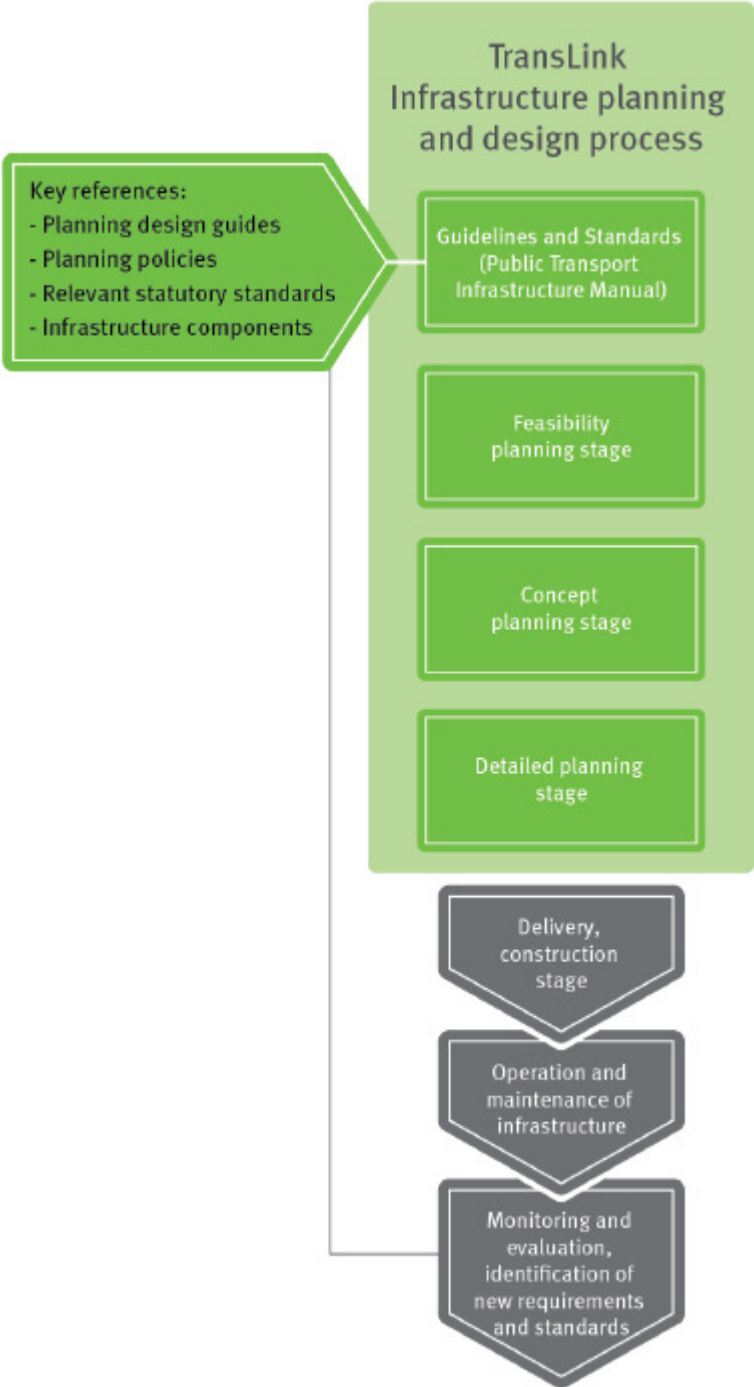 TransLink
Infrastructure planning
and design process
Key references:
- Planning design guides
- Planning policies
- Relevant statutory standards
- Infrastructure components
Guidelines and Standards
(Public Transport
Infrastructure Manual)
Feasibility
planning stage
Concept
planning stage
Detailed planning
stage
Delivery,
construction
stage
Operation and
maintenance of
infrastructure
Monitoring and
evaluation,
identification of
new requirements
and standards